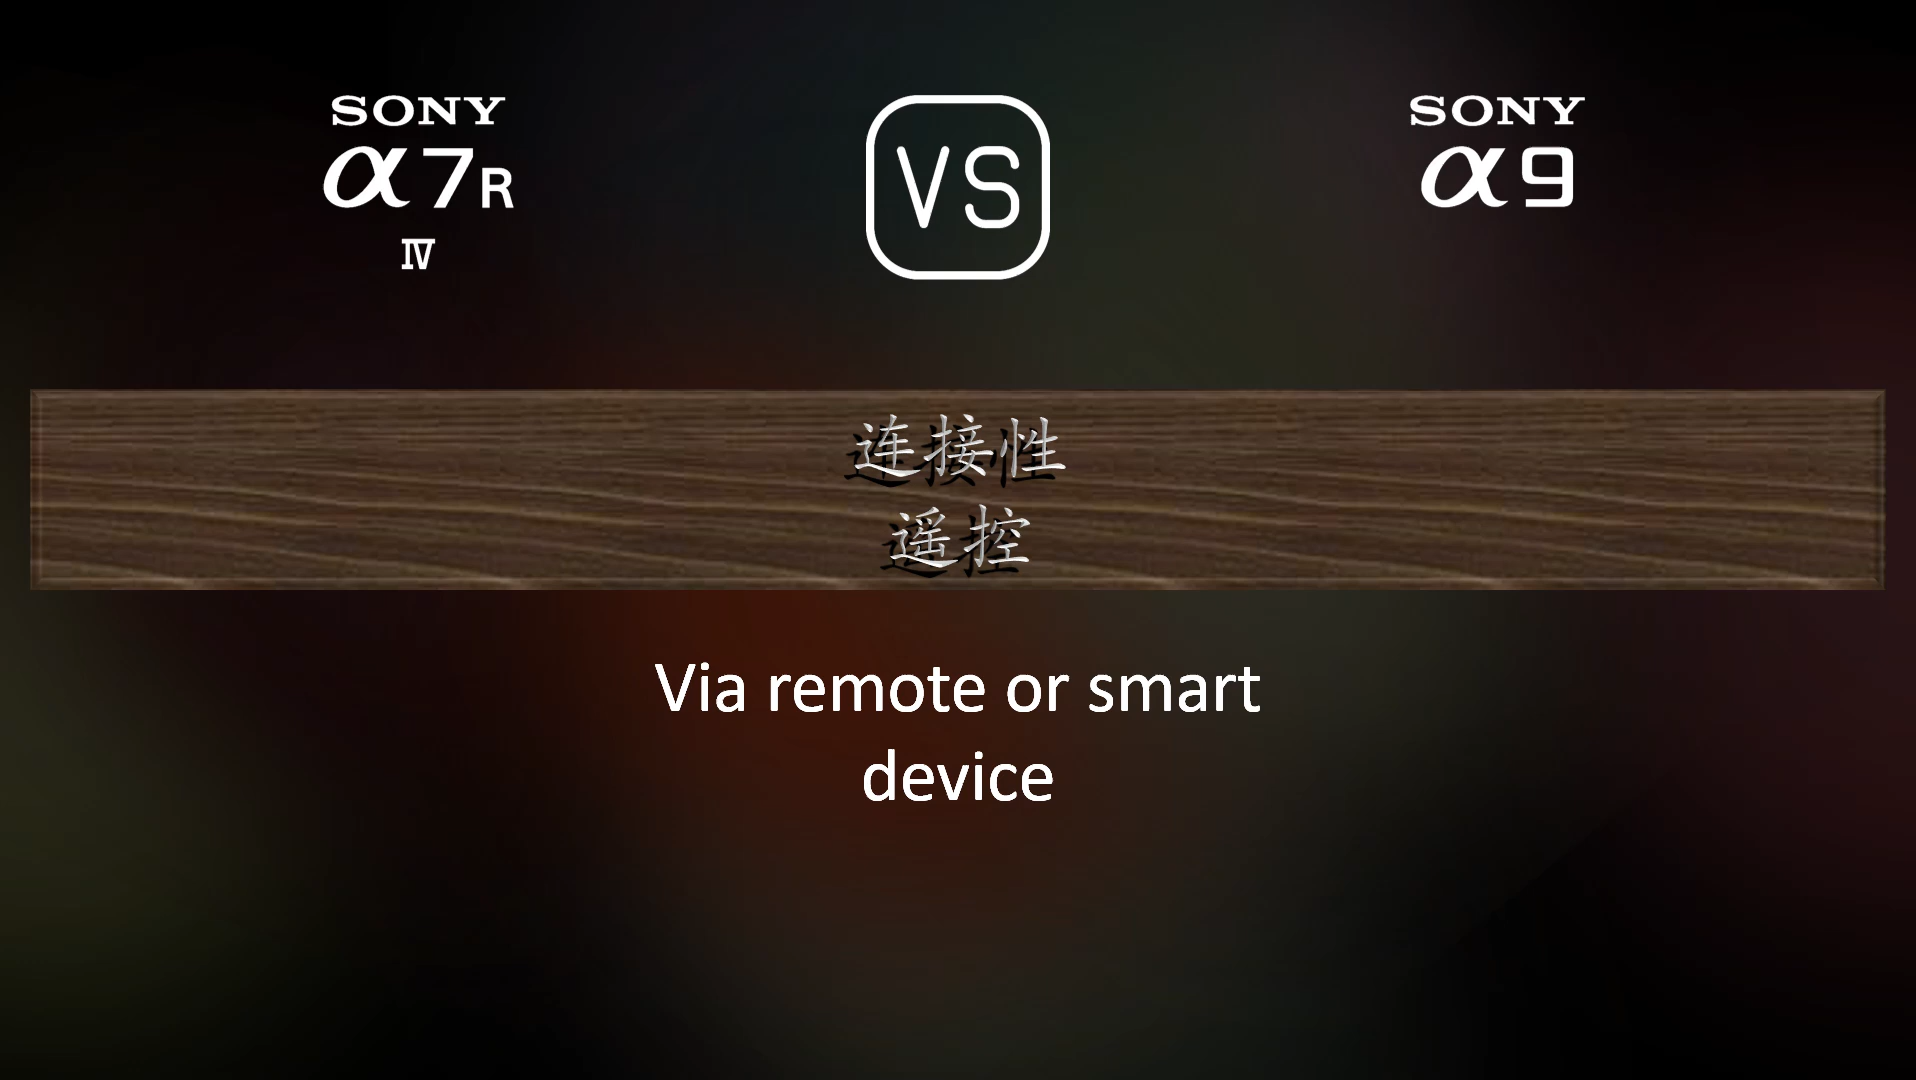 SONY
α7R
IV
VS
SONY
α9
连接性
遥控
Via remote or smart
device